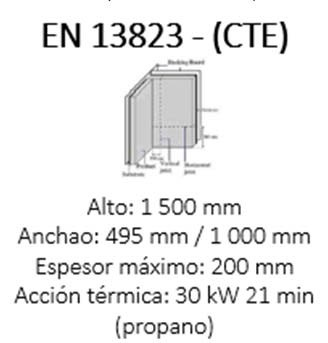 EN 13823 - (CTE)
Backing Board
Product
Vertical
joint
Horizontal
joint
Substrate
Alto: 1 500 mm
Anchao: 495 mm / 1 000 mm
Espesor máximo: 200 mm
Acción térmica: 30 kW 21 min
(propano)